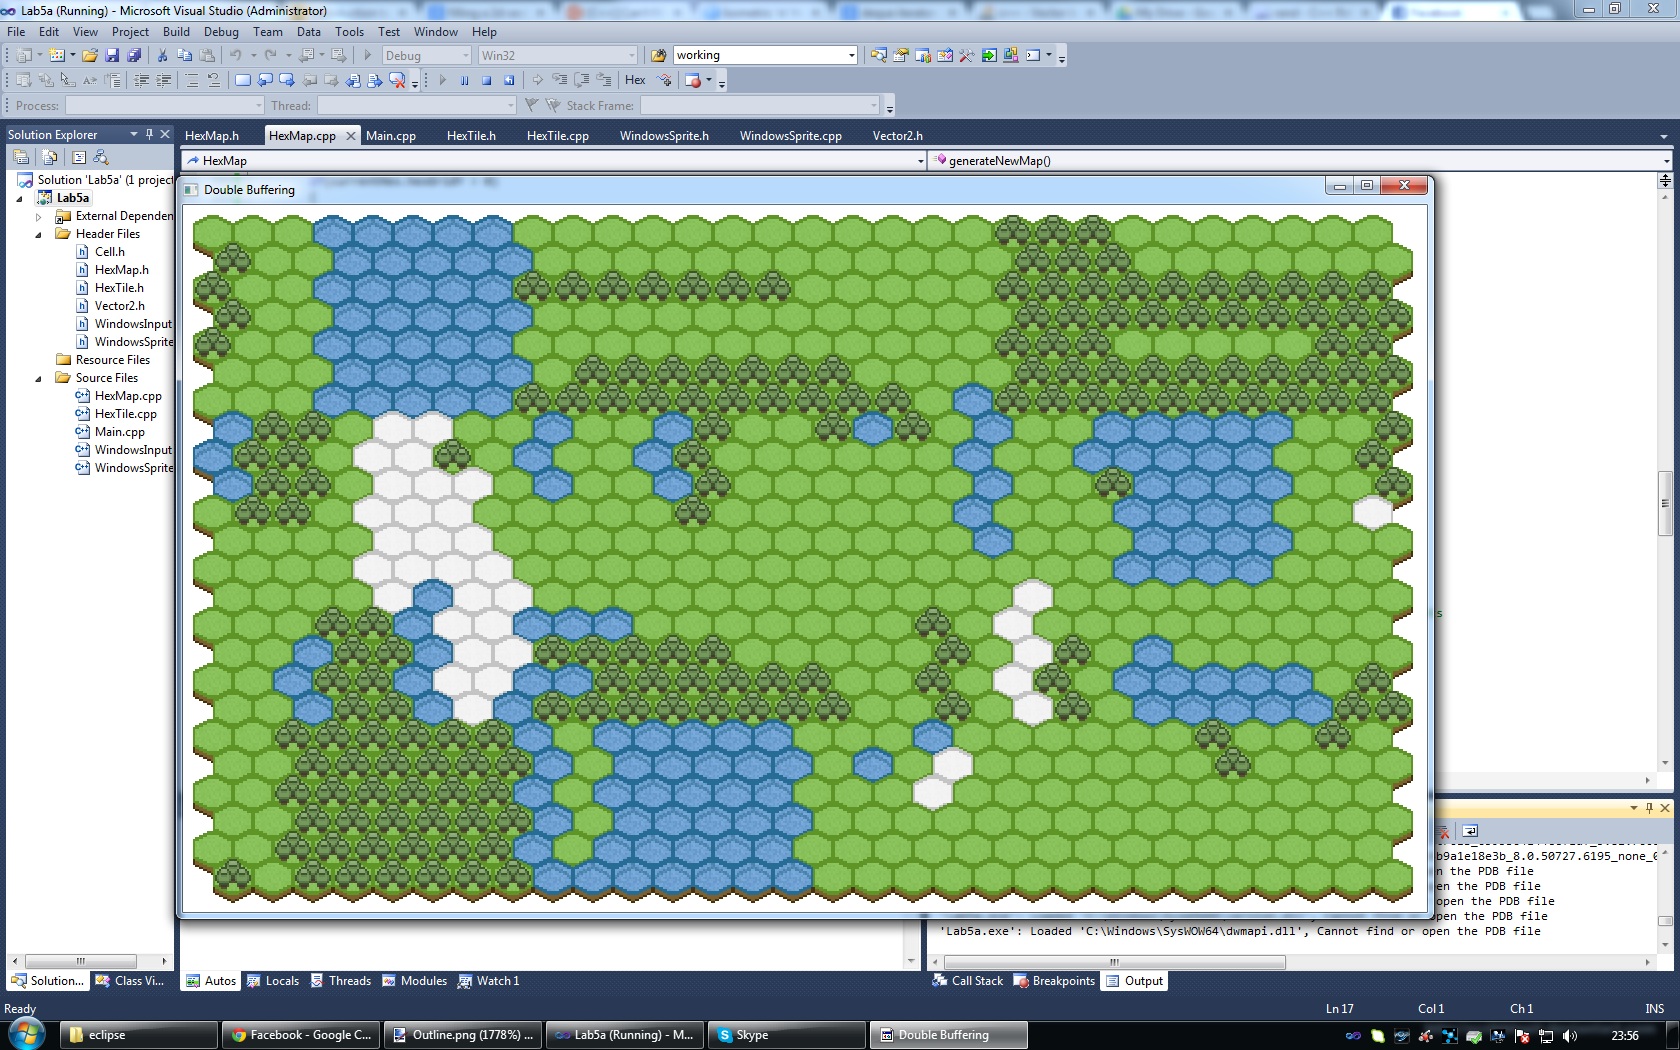 Lab5a (Running) - Microsoft Visual Studio (Administrator)
File Edit View Project Build Debug Team Data Tools Test Window Help
Debug Win32 working
Hex
Process: Thread: Stack Frame:
Solution Explorer
HexMap.h HexMap.cpp Main.cpp HexTile.h HexTile.cpp WindowsSprite.h WindowsSprite.cpp Vector2.h
HexMap generateNewMap()
Solution 'Lab5a' (1 project
Lab5a
External Dependen
Header Files
Cell.h
HexMap.h
HexTile.h
Vector2.h
WindowsInput
WindowsSprite
Resource Files
Source Files
HexMap.cpp
HexTile.cpp
Main.cpp
WindowsInput
WindowsSprite
Double Buffering
s
b9a1e18e3b_8.0.50727.6195_none_
n the PDB file
en the PDB file
open the PDB file
open the PDB file
'Lab5a.exe': Loaded 'C:\Windows\SysWOW64\dwmapi.dll', Cannot find or open the PDB file
Solution... Class Vi... Autos Locals Threads Modules Watch 1 Call Stack Breakpoints Output
Ready Ln 17 Col 1 Ch 1 INS
eclipse Facebook - Google C... Outline.png (1778%) ... Lab5a (Running) - M... Skype Double Buffering 23:56